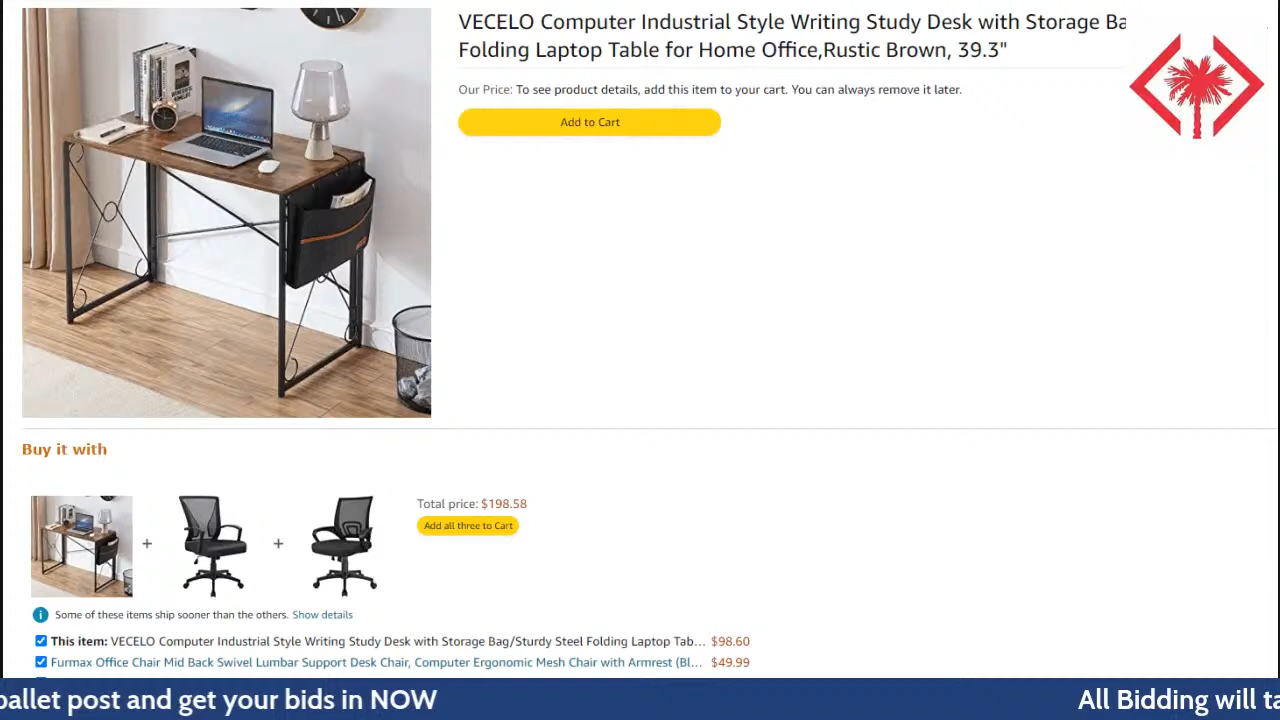 VECELO Computer Industrial Style Writing Study Desk with Storage Ba
Folding Laptop Table for Home Office,Rustic Brown, 39.3"
Our Price: To see product details, add this item to your cart. You can always remove it later.
Add to Cart
Buy it with
+
+
Total price: $198.58
Add all three to Cart
i Some of these items ship sooner than the others. Show details
This item: VECELO Computer Industrial Style Writing Study Desk with Storage Bag/Sturdy Steel Folding Laptop Tab... $98.60
Furmax Office Chair Mid Back Swivel Lumbar Support Desk Chair, Computer Ergonomic Mesh Chair with Armrest (Bl... $49.99
pallet post and get your bids in NOW
All Bidding will ta